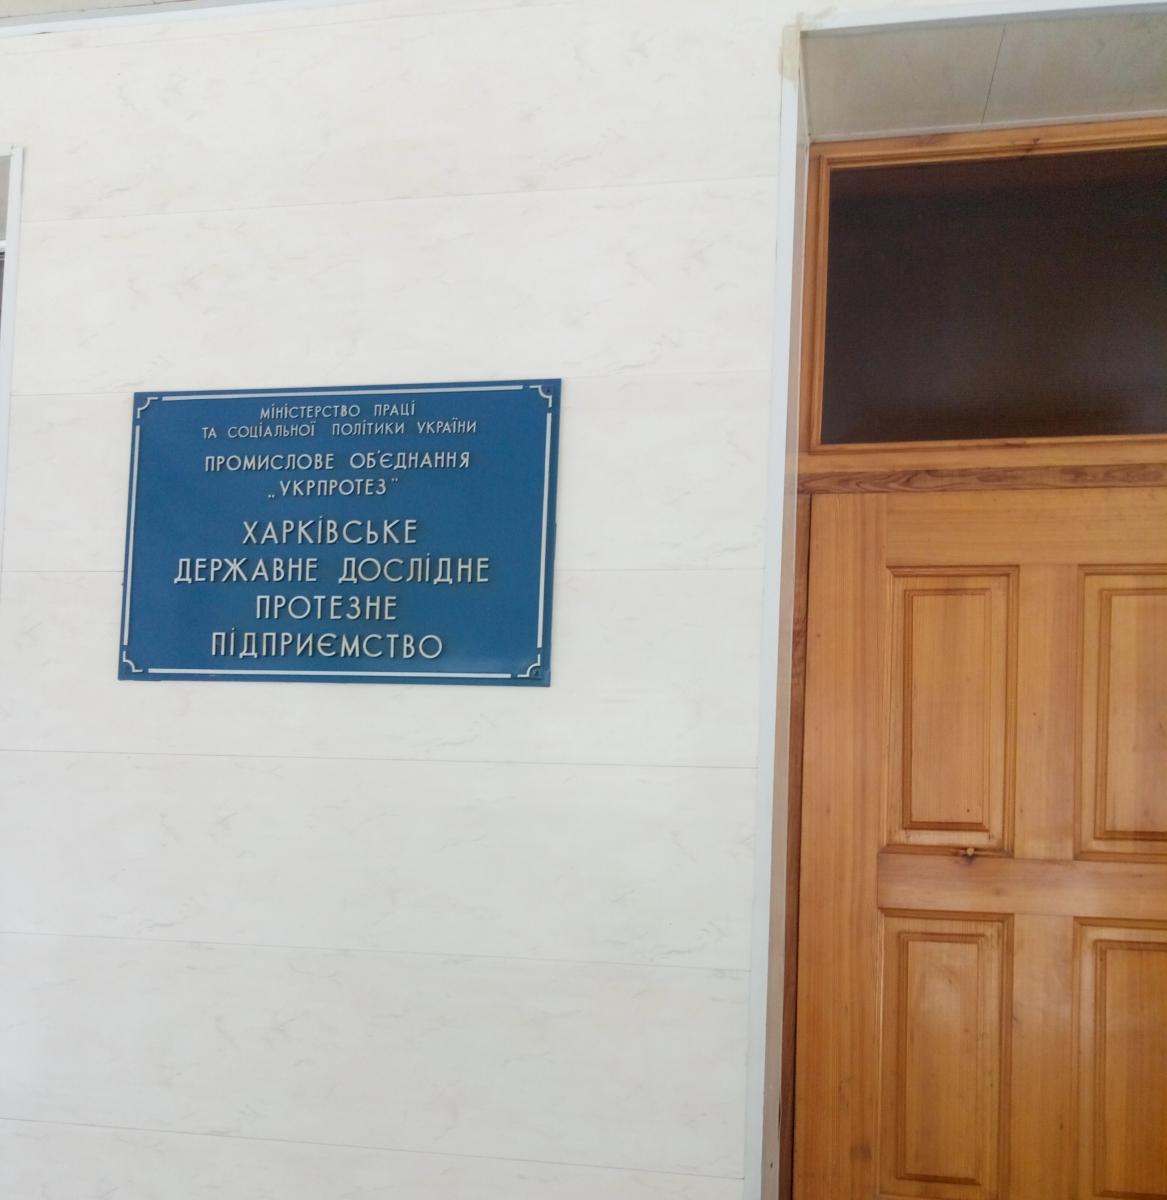 МІНІСТЕРСТВО ПРАЦІ
ТА СОЦІАЛЬНОЇ ПОЛІТИКИ УКРАЇНИ
ПРОМИСЛОВЕ ОБ'ЄДНАННЯ
„УКРПРОТЕЗ"
ХАРКІВСЬКЕ
ДЕРЖАВНЕ ДОСЛІДНЕ
ПРОТЕЗНЕ
ПІДПРИЄМСТВО